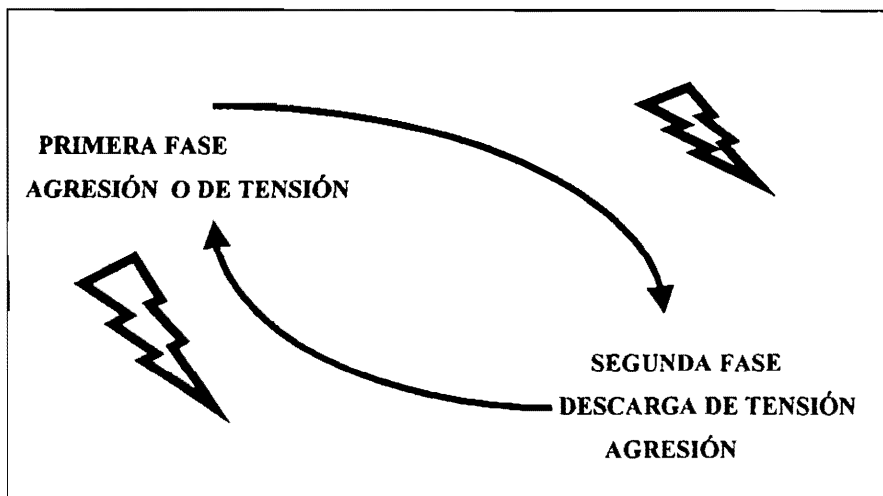 PRIMERA FASE
AGRESIÓN O DE TENSIÓN
SEGUNDA FASE
DESCARGA DE TENSIÓN
AGRESIÓN